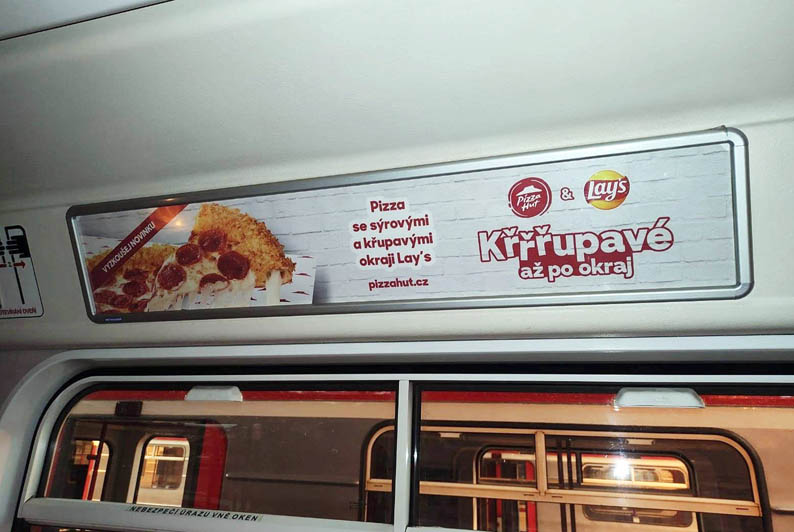 VYZKOUŠEJ NOVINKU
Pizza
se sýrovými
a křupavými
okraji Lay's
pizzahut.cz
Pizza
Hut
&
Lay's
Křřřupavé
až po okraj
NEBEZPEČÍ ÚRAZU VNĚ OKEN